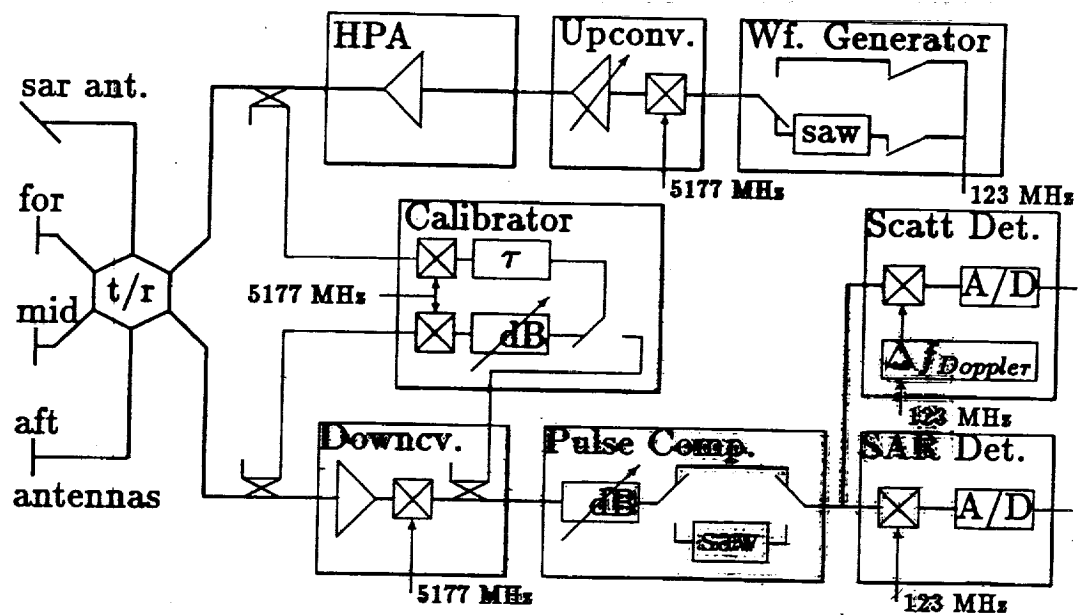 HPA
Upconv.
Wf. Generator
sar ant.
saw
5177 MHz
123 MHz
for
Calibrator
Scatt Det.
τ
t/r
A/D
5177 MHz
mid
dB
Δf Doppler
123 MHz
aft
Downcv.
Pulse Comp.
SAR Det.
antennas
dB
A/D
saw
5177 MHz
123 MHz